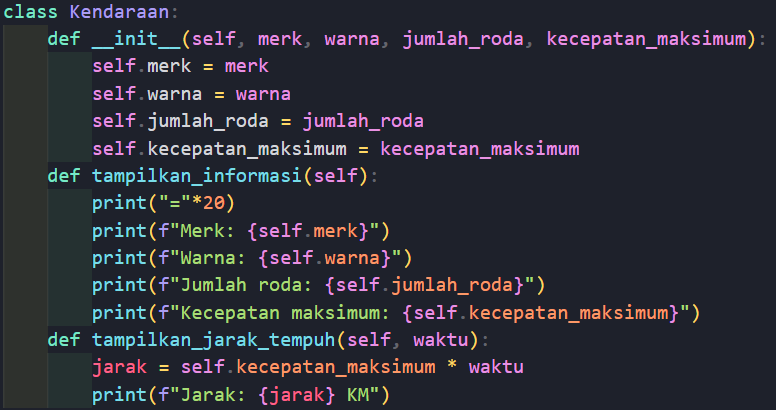 class Kendaraan:
    def __init__(self, merk, warna, jumlah_roda, kecepatan_maksimum):
        self.merk = merk
        self.warna = warna
        self.jumlah_roda = jumlah_roda
        self.kecepatan_maksimum = kecepatan_maksimum
    def tampilkan_informasi(self):
        print("="*20)
        print(f"Merk: {self.merk}")
        print(f"Warna: {self.warna}")
        print(f"Jumlah roda: {self.jumlah_roda}")
        print(f"Kecepatan maksimum: {self.kecepatan_maksimum}")
    def tampilkan_jarak_tempuh(self, waktu):
        jarak = self.kecepatan_maksimum * waktu
        print(f"Jarak: {jarak} KM")